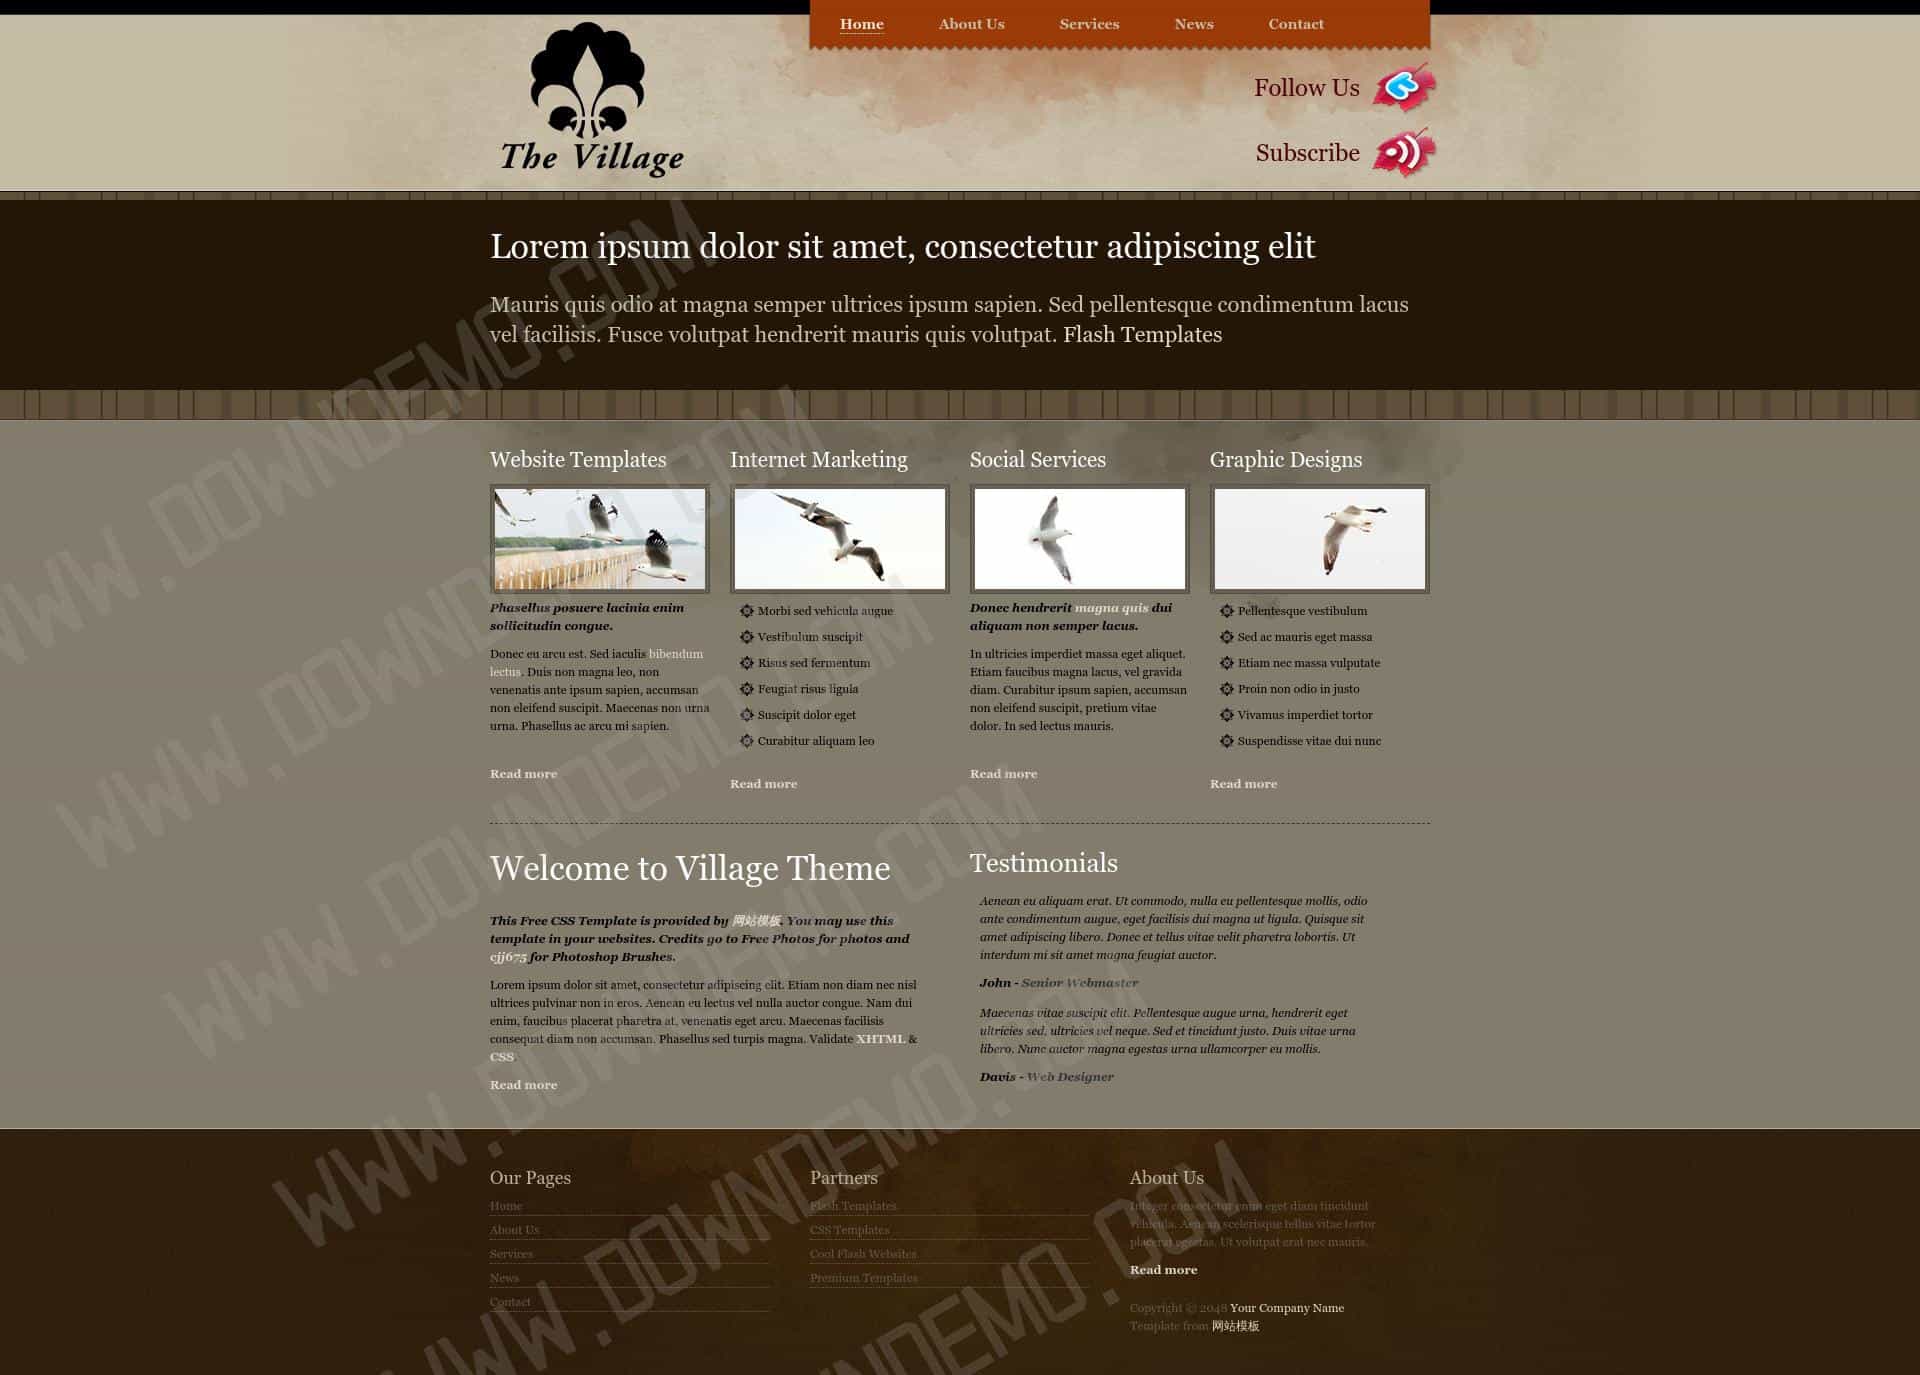 Home
About Us
Services
News
Contact
The Village
Follow Us
Subscribe
Lorem ipsum dolor sit amet, consectetur adipiscing elit
Mauris quis odio at magna semper ultrices ipsum sapien. Sed pellentesque condimentum lacus
vel facilisis. Fusce volutpat hendrerit mauris quis volutpat. Flash Templates
Website Templates
Phasellus posuere lacinia enim
sollicitudin congue.
Donec eu arcu est. Sed iaculis bibendum
lectus. Duis non magna leo, non
venenatis ante ipsum sapien, accumsan
non eleifend suscipit. Maecenas non urna
urna. Phasellus ac arcu mi sapien.
Read more
Internet Marketing
Morbi sed vehicula augue
Vestibulum suscipit
Risus sed fermentum
Feugiat risus ligula
Suscipit dolor eget
Curabitur aliquam leo
Read more
Social Services
Donec hendrerit magna quis dui
aliquam non semper lacus.
In ultricies imperdiet massa eget aliquet.
Etiam faucibus magna lacus, vel gravida
diam. Curabitur ipsum sapien, accumsan
non eleifend suscipit, pretium vitae
dolor. In sed lectus mauris.
Read more
Graphic Designs
Pellentesque vestibulum
Sed ac mauris eget massa
Etiam nec massa vulputate
Proin non odio in justo
Vivamus imperdiet tortor
Suspendisse vitae dui nunc
Read more
Welcome to Village Theme
This Free CSS Template is provided by 网站模板. You may use this
template in your websites. Credits go to Free Photos for photos and
cjj675 for Photoshop Brushes.
Lorem ipsum dolor sit amet, consectetur adipiscing elit. Etiam non diam nec nisl
ultrices pulvinar non in eros. Aenean eu lectus vel nulla auctor congue. Nam dui
enim, faucibus placerat pharetra at, venenatis eget arcu. Maecenas facilisis
consequat diam non accumsan. Phasellus sed turpis magna. Validate XHTML &
CSS
Read more
Testimonials
Aenean eu aliquam erat. Ut commodo, nulla eu pellentesque mollis, odio
ante condimentum augue, eget facilisis dui magna ut ligula. Quisque sit
amet adipiscing libero. Donec et tellus vitae velit pharetra lobortis. Ut
interdum mi sit amet magna feugiat auctor.
John - Senior Webmaster
Maecenas vitae suscipit elit. Pellentesque augue urna, hendrerit eget
ultricies sed, ultricies vel neque. Sed et tincidunt justo. Duis vitae urna
libero. Nunc auctor magna egestas urna ullamcorper eu mollis.
Davis - Web Designer
Our Pages
Home
About Us
Services
News
Contact
Partners
Flash Templates
CSS Templates
Cool Flash Websites
Premium Templates
About Us
Integer consectetur enim eget diam tincidunt
vehicula. Aenean scelerisque tellus vitae tortor
placerat egestas. Ut volutpat erat nec mauris.
Read more
Copyright © 2048 Your Company Name
Template from 网站模板
WWW.DOWNDEMO.COM
WWW.DOWNDEMO.COM
WWW.DOWNDEMO.COM
WWW.DOWNDEMO.COM
WWW.DOWNDEMO.COM